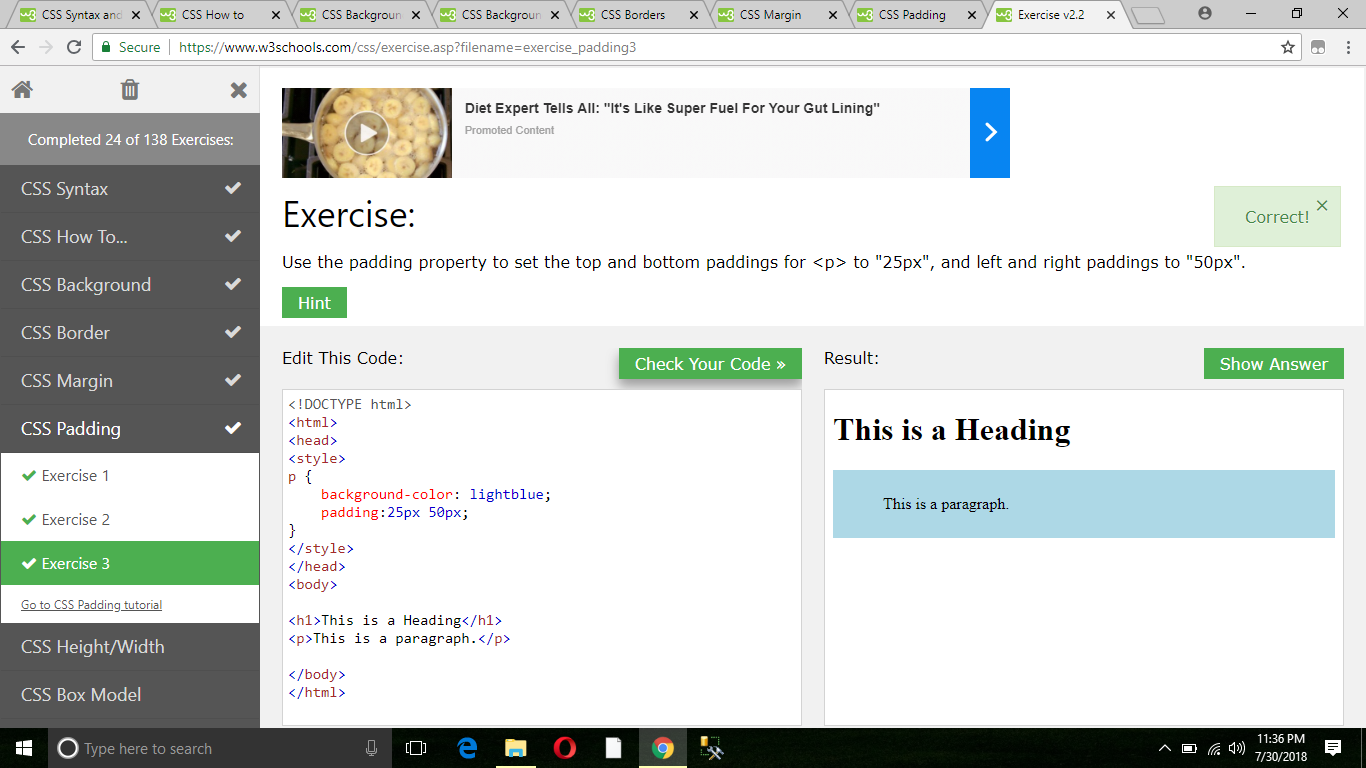 CSS Syntax and
CSS How to
CSS Backgroun
CSS Backgroun
CSS Borders
CSS Margin
CSS Padding
Exercise v2.2
Secure
https://www.w3schools.com/css/exercise.asp?filename=exercise_padding3
Completed 24 of 138 Exercises:
CSS Syntax
CSS How To...
CSS Background
CSS Border
CSS Margin
CSS Padding
Exercise 1
Exercise 2
Exercise 3
Go to CSS Padding tutorial
CSS Height/Width
CSS Box Model
Diet Expert Tells All: "It's Like Super Fuel For Your Gut Lining"
Promoted Content
Exercise:
Correct!
Use the padding property to set the top and bottom paddings for <p> to "25px", and left and right paddings to "50px".
Hint
Edit This Code:
Check Your Code »
<!DOCTYPE html>
<html>
<head>
<style>
p {
    background-color: lightblue;
    padding:25px 50px;
}
</style>
</head>
<body>
<h1>This is a Heading</h1>
<p>This is a paragraph.</p>
</body>
</html>
Result:
Show Answer
This is a Heading
This is a paragraph.
Type here to search
11:36 PM
7/30/2018